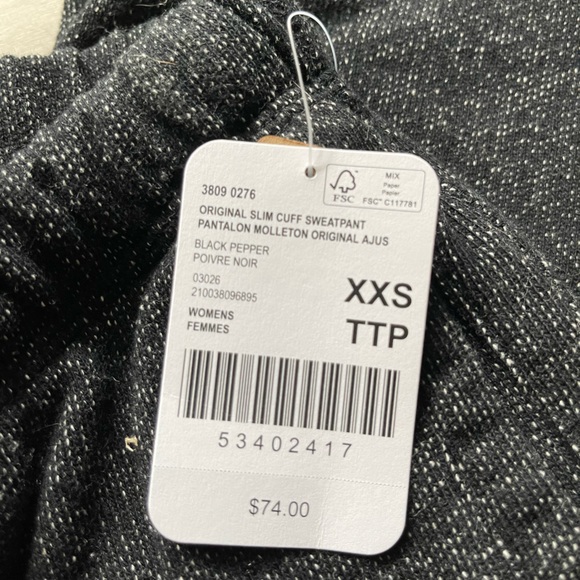 3809 0276
FSC
MIX
Paper
Papier
FSC™ C117781
ORIGINAL SLIM CUFF SWEATPANT
PANTALON MOLLETON ORIGINAL AJUS
BLACK PEPPER
POIVRE NOIR
03026
210038096895
WOMENS
FEMMES
XXS
TTP
53402417
$74.00